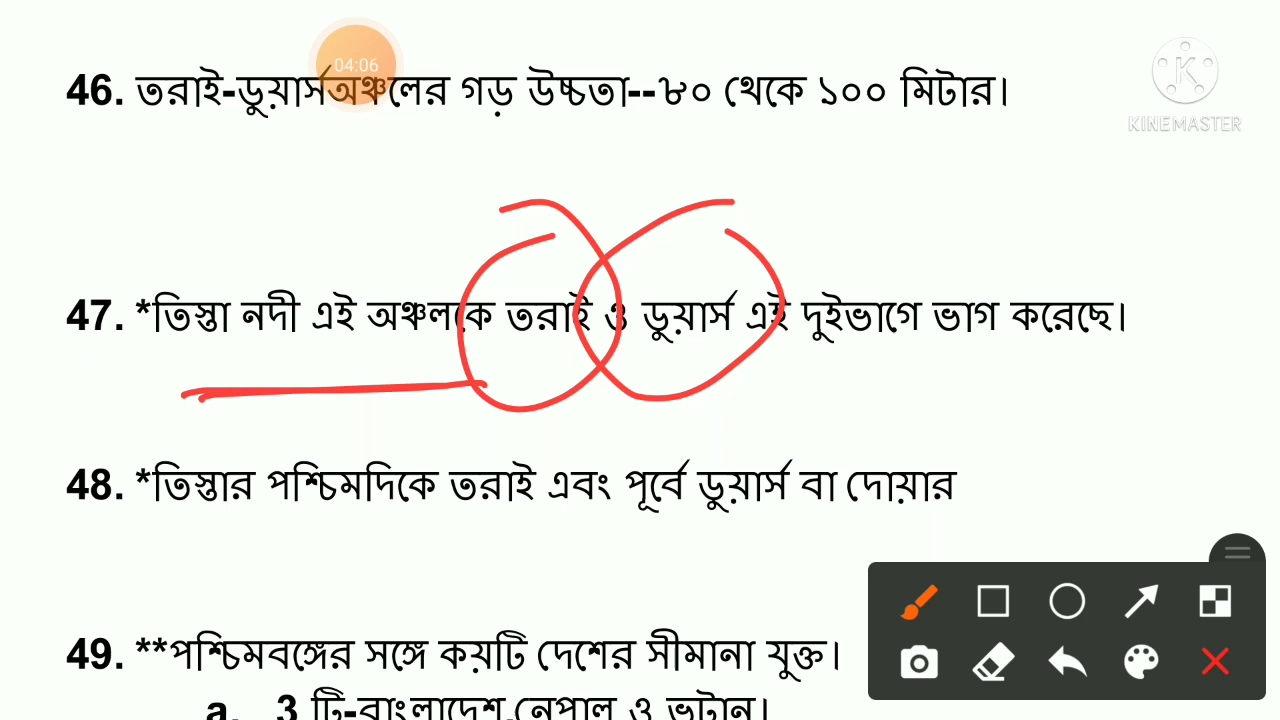 04:06
46. তরাই-ডুয়ার্সঅঞ্চলের গড় উচ্চতা--৮০ থেকে ১০০ মিটার।
KINEMASTER
47. *তিস্তা নদী এই অঞ্চলকে তরাই ও ডুয়ার্স এই দুইভাগে ভাগ করেছে।
48. *তিস্তার পশ্চিমদিকে তরাই এবং পূর্বে ডুয়ার্স বা দোয়ার
49. **পশ্চিমবঙ্গের সঙ্গে কয়টি দেশের সীমানা যুক্ত।
a. 3 টি-বাংলাদেশ,নেপাল ও ভুটান।